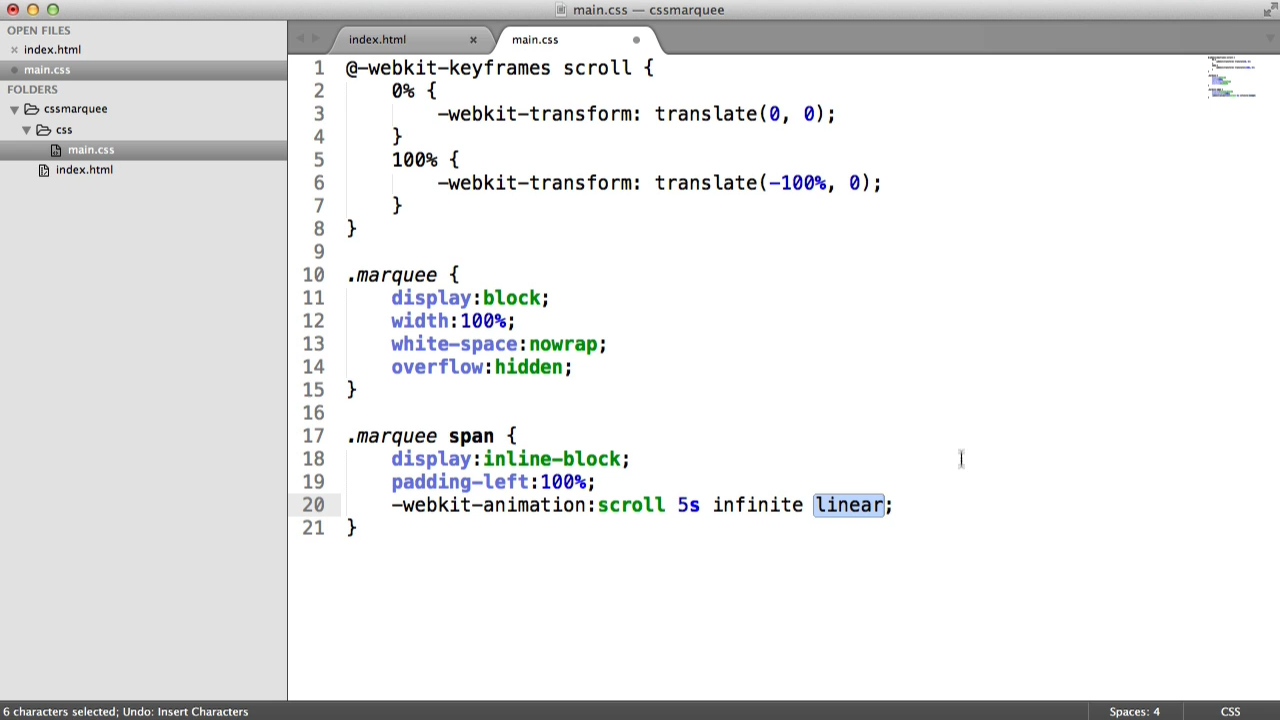 main.css — cssmarquee
OPEN FILES
index.html
main.css
FOLDERS
cssmarquee
css
main.css
index.html
index.html
main.css
1 @-webkit-keyframes scroll {
2 0% {
3 -webkit-transform: translate(0, 0);
4 }
5 100% {
6 -webkit-transform: translate(-100%, 0);
7 }
8 }
9
10 .marquee {
11 display:block;
12 width:100%;
13 white-space:nowrap;
14 overflow:hidden;
15 }
16
17 .marquee span {
18 display:inline-block;
19 padding-left:100%;
20 -webkit-animation:scroll 5s infinite linear;
21 }
6 characters selected; Undo: Insert Characters
Spaces: 4
CSS